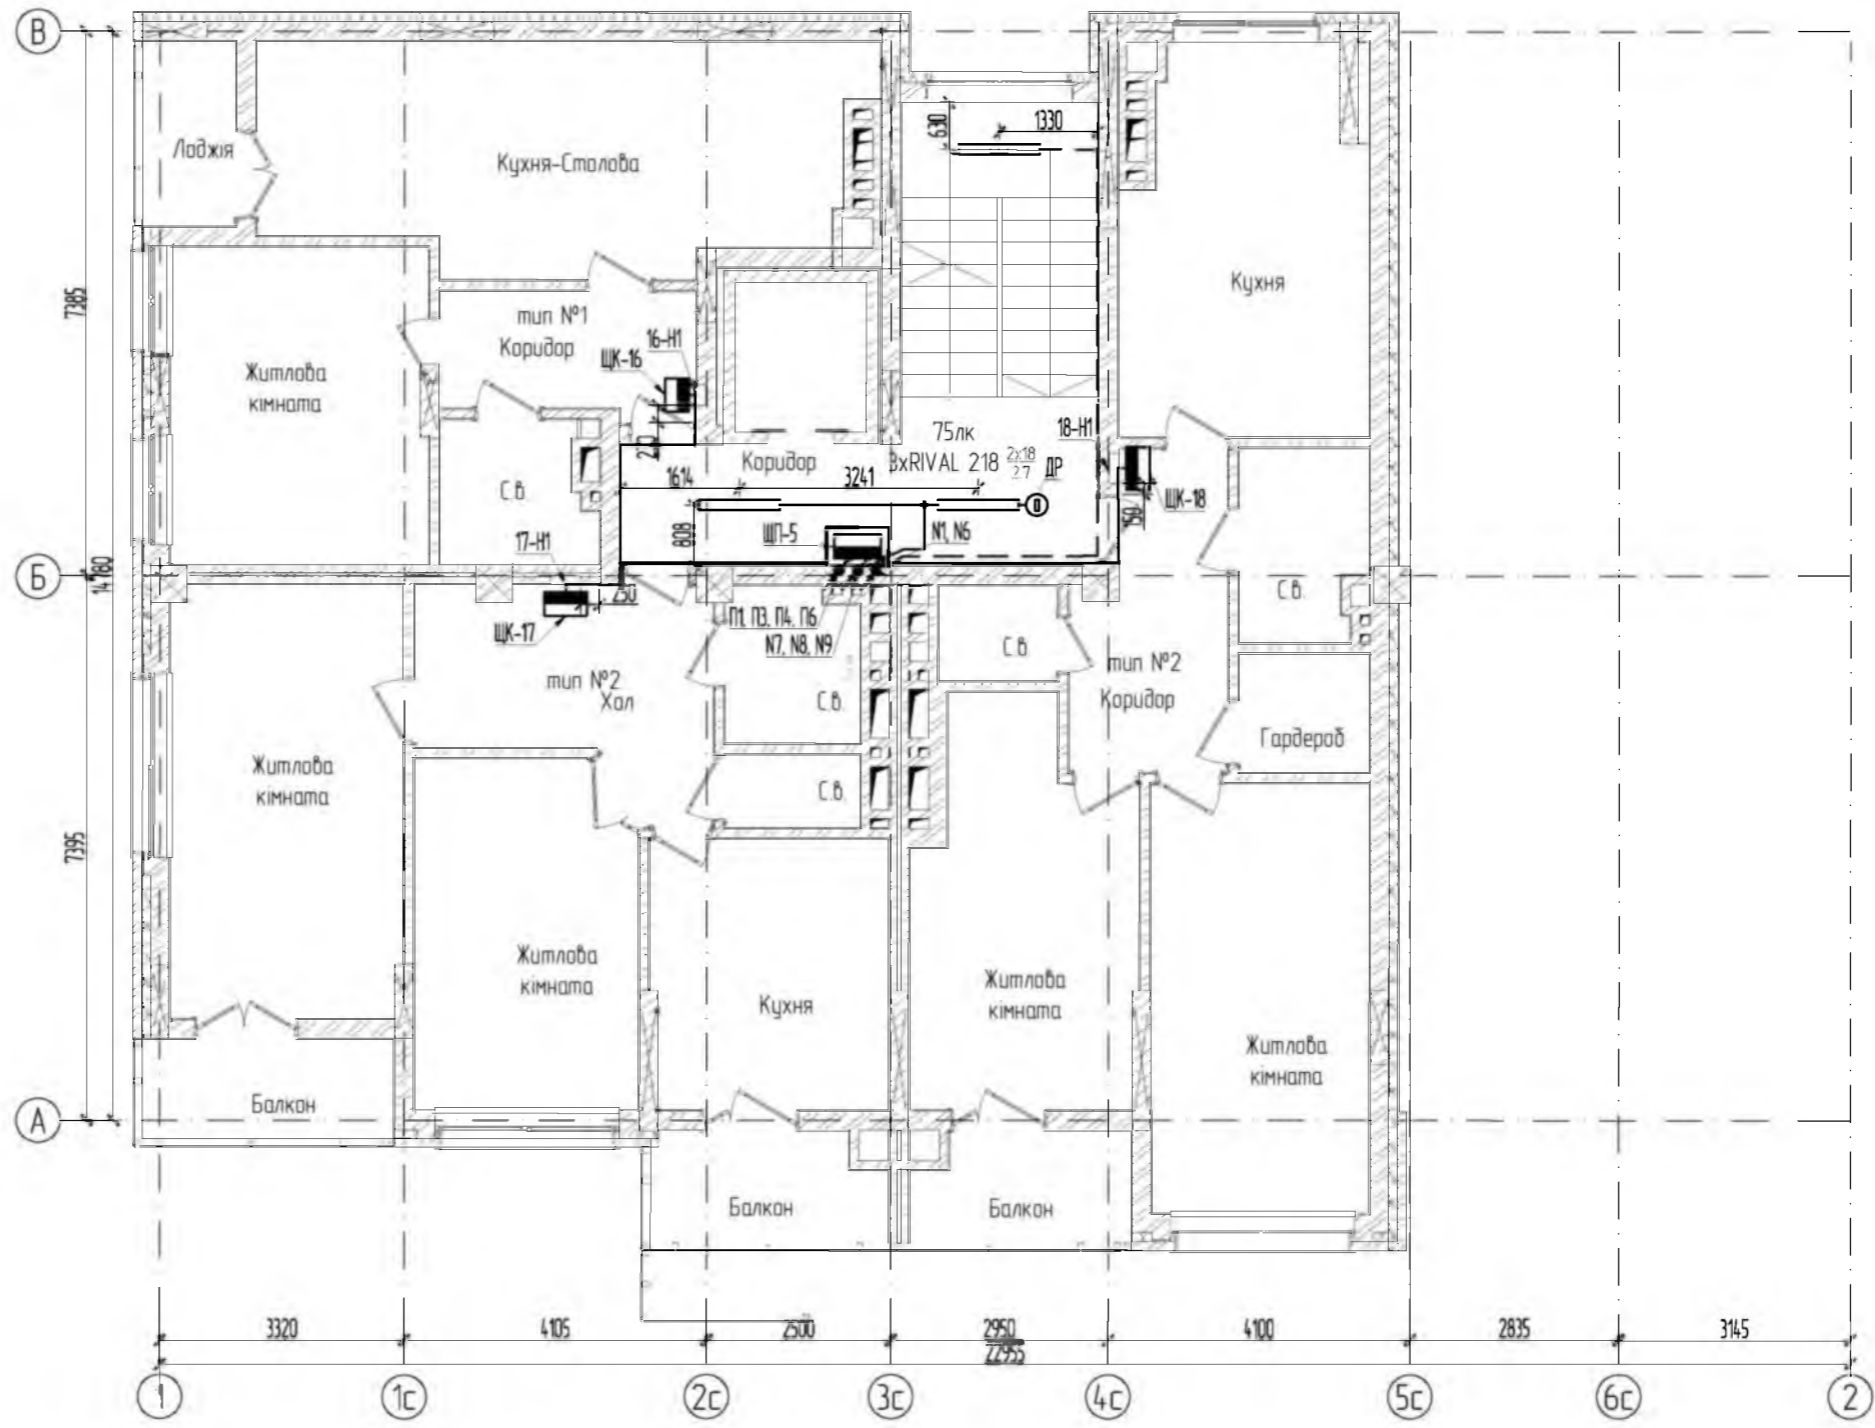 В
Лоджія
Кухня-Столова
630
1330
7385
Кухня
тип №1
Коридор
16-Н1
ЩК-16
Житлова
кімната
210
75лк
3xRIVAL 218 2x18
2.7
18-Н1
ДР
Коридор
1614
3241
С.в.
ЩК-18
150
808
ЩП-5
N1, N6
17-Н1
Б
14780
250
ЩК-17
П1, П3, П4, П6
N7, N8, N9
С.в.
С.в.
тип №2
Хол
тип №2
Коридор
С.в.
Гардероб
Житлова
кімната
С.в.
7395
Житлова
кімната
Кухня
Житлова
кімната
Житлова
кімната
Балкон
А
Балкон
Балкон
3320
4105
2500
2950
4100
2835
3145
22955
1
1с
2с
3с
4с
5с
6с
2